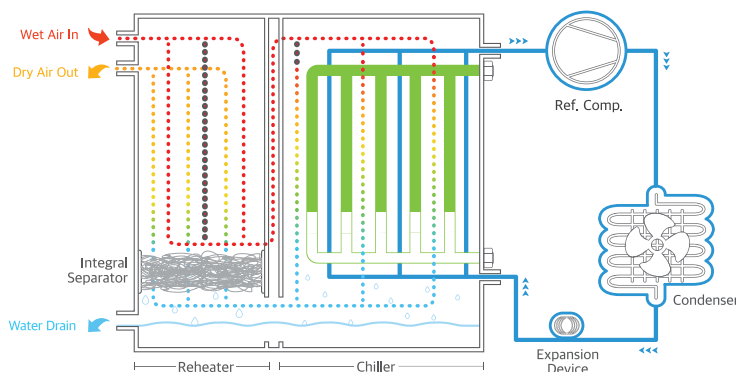 Wet Air In
Dry Air Out
Integral
Separator
Water Drain
Reheater
Chiller
Ref. Comp.
Condenser
Expansion
Device